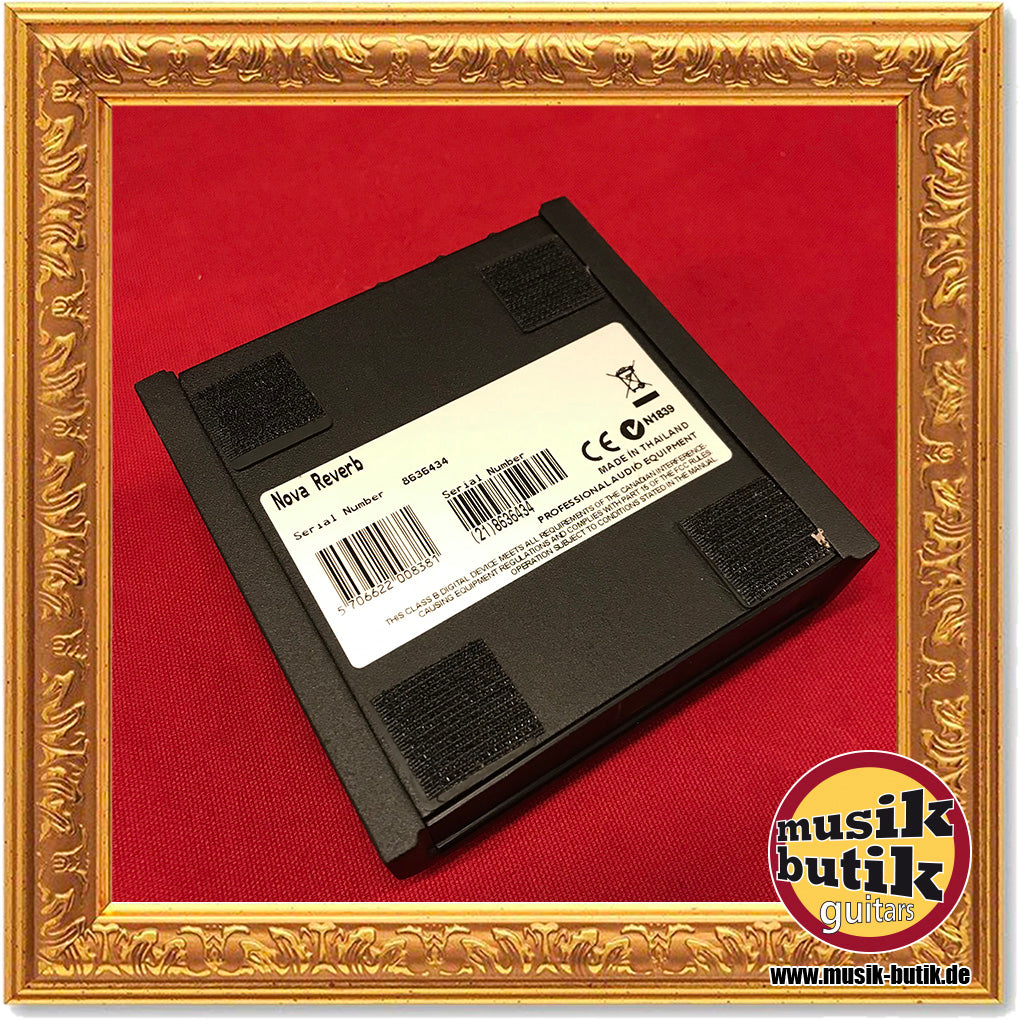 Nova Reverb
Serial Number 8636434
5 706622 008381
Serial Number
(21)8636434
CE N1839
MADE IN THAILAND
PROFESSIONAL AUDIO EQUIPMENT
THIS CLASS B DIGITAL DEVICE MEETS ALL REQUIREMENTS OF THE CANADIAN INTERFERENCE-
CAUSING EQUIPMENT REGULATIONS AND COMPLIES WITH PART 15 OF THE FCC RULES
OPERATION SUBJECT TO CONDITIONS STATED IN THE MANUAL
musik
butik
guitars
www.musik-butik.de